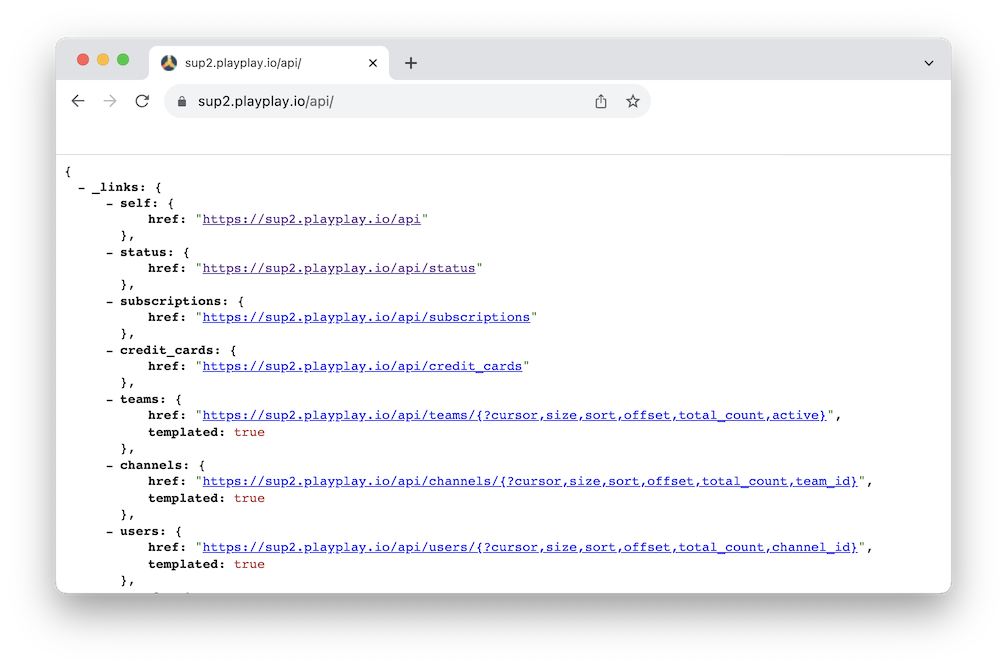 sup2.playplay.io/api/
sup2.playplay.io/api/
{
- _links: {
- self: {
href: "https://sup2.playplay.io/api"
},
- status: {
href: "https://sup2.playplay.io/api/status"
},
- subscriptions: {
href: "https://sup2.playplay.io/api/subscriptions"
},
- credit_cards: {
href: "https://sup2.playplay.io/api/credit_cards"
},
- teams: {
href: "https://sup2.playplay.io/api/teams/{?cursor,size,sort,offset,total_count,active}",
templated: true
},
- channels: {
href: "https://sup2.playplay.io/api/channels/{?cursor,size,sort,offset,total_count,team_id}",
templated: true
},
- users: {
href: "https://sup2.playplay.io/api/users/{?cursor,size,sort,offset,total_count,channel_id}",
templated: true
},